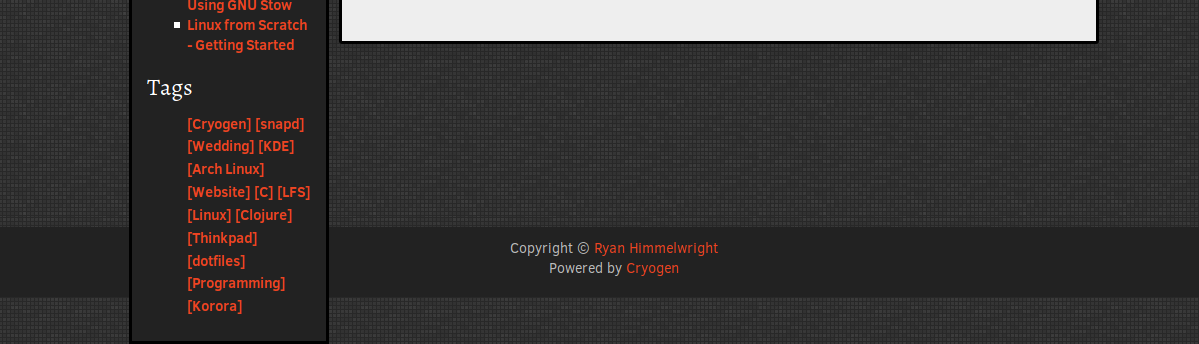 Using GNU Stow
Linux from Scratch
- Getting Started
Tags
[Cryogen] [snapd]
[Wedding] [KDE]
[Arch Linux]
[Website] [C] [LFS]
[Linux] [Clojure]
[Thinkpad]
[dotfiles]
[Programming]
[Korora]
Copyright © Ryan Himmelwright
Powered by Cryogen